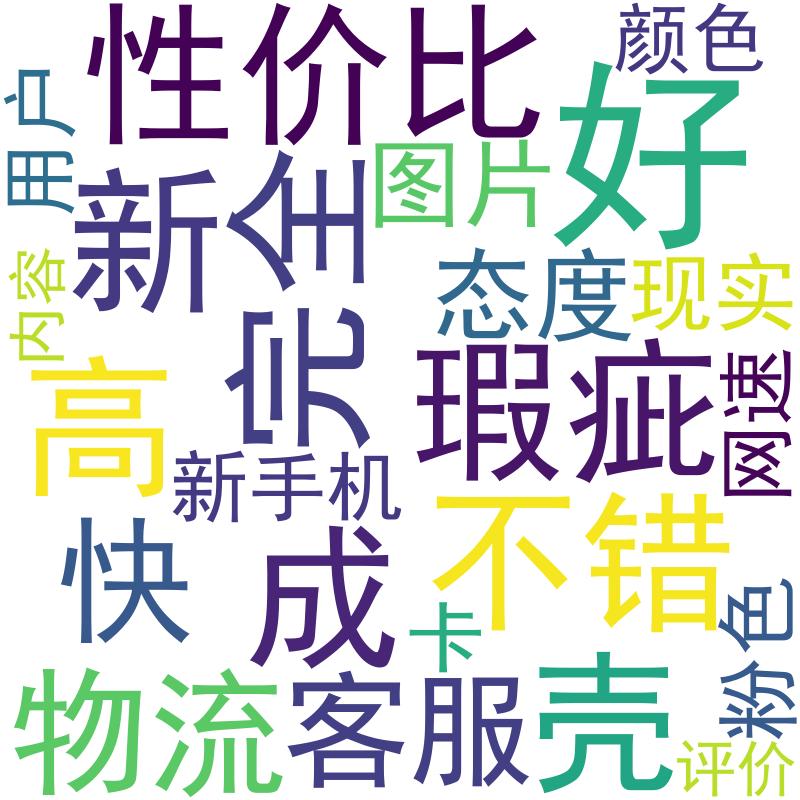 性价比
颜色
用户
好
图片
新
完全
内容
态度
现实
高
瑕疵
网速
新手机
不错
快
成
卡
粉色
物流
客服
壳
评价